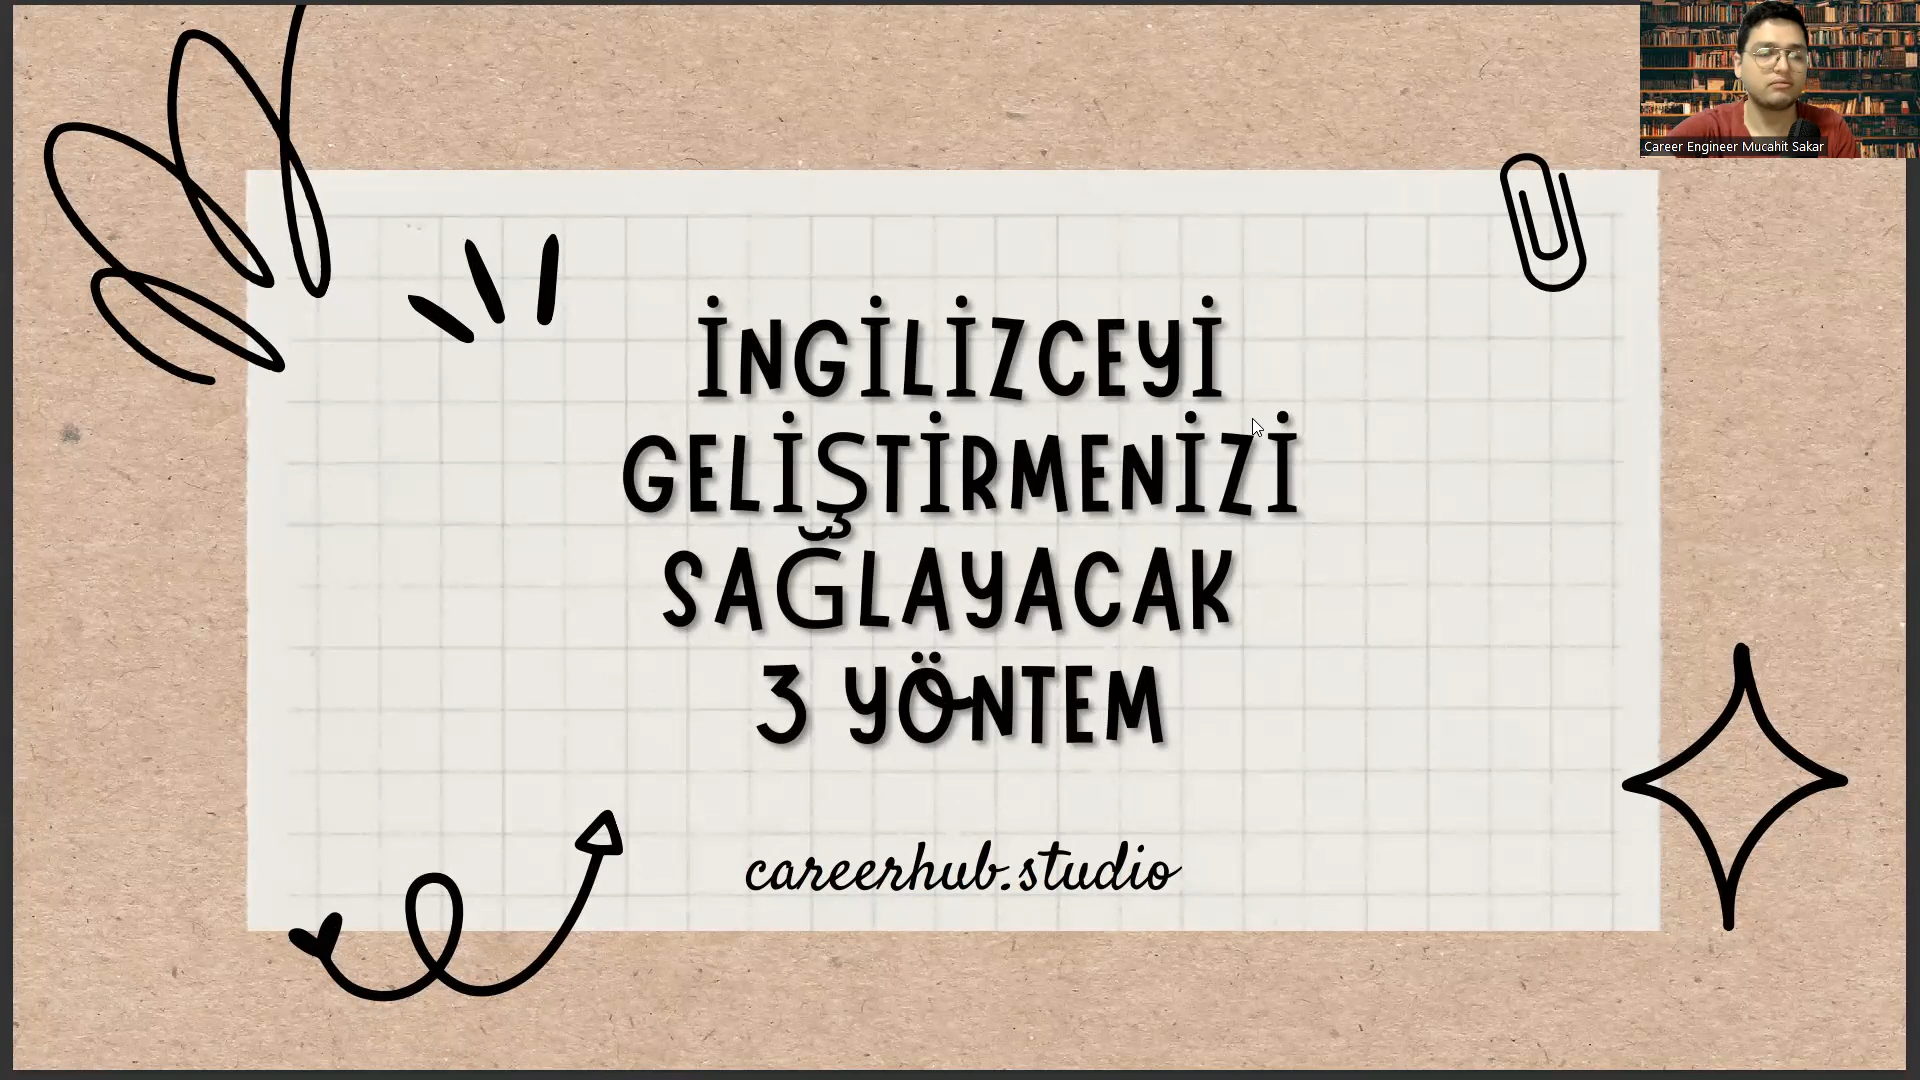 Career Engineer Mucahit Sakar
İNGİLİZCEYİ
GELİŞTİRMENİZİ
SAĞLAYACAK
3 YÖNTEM
careerhub.studio